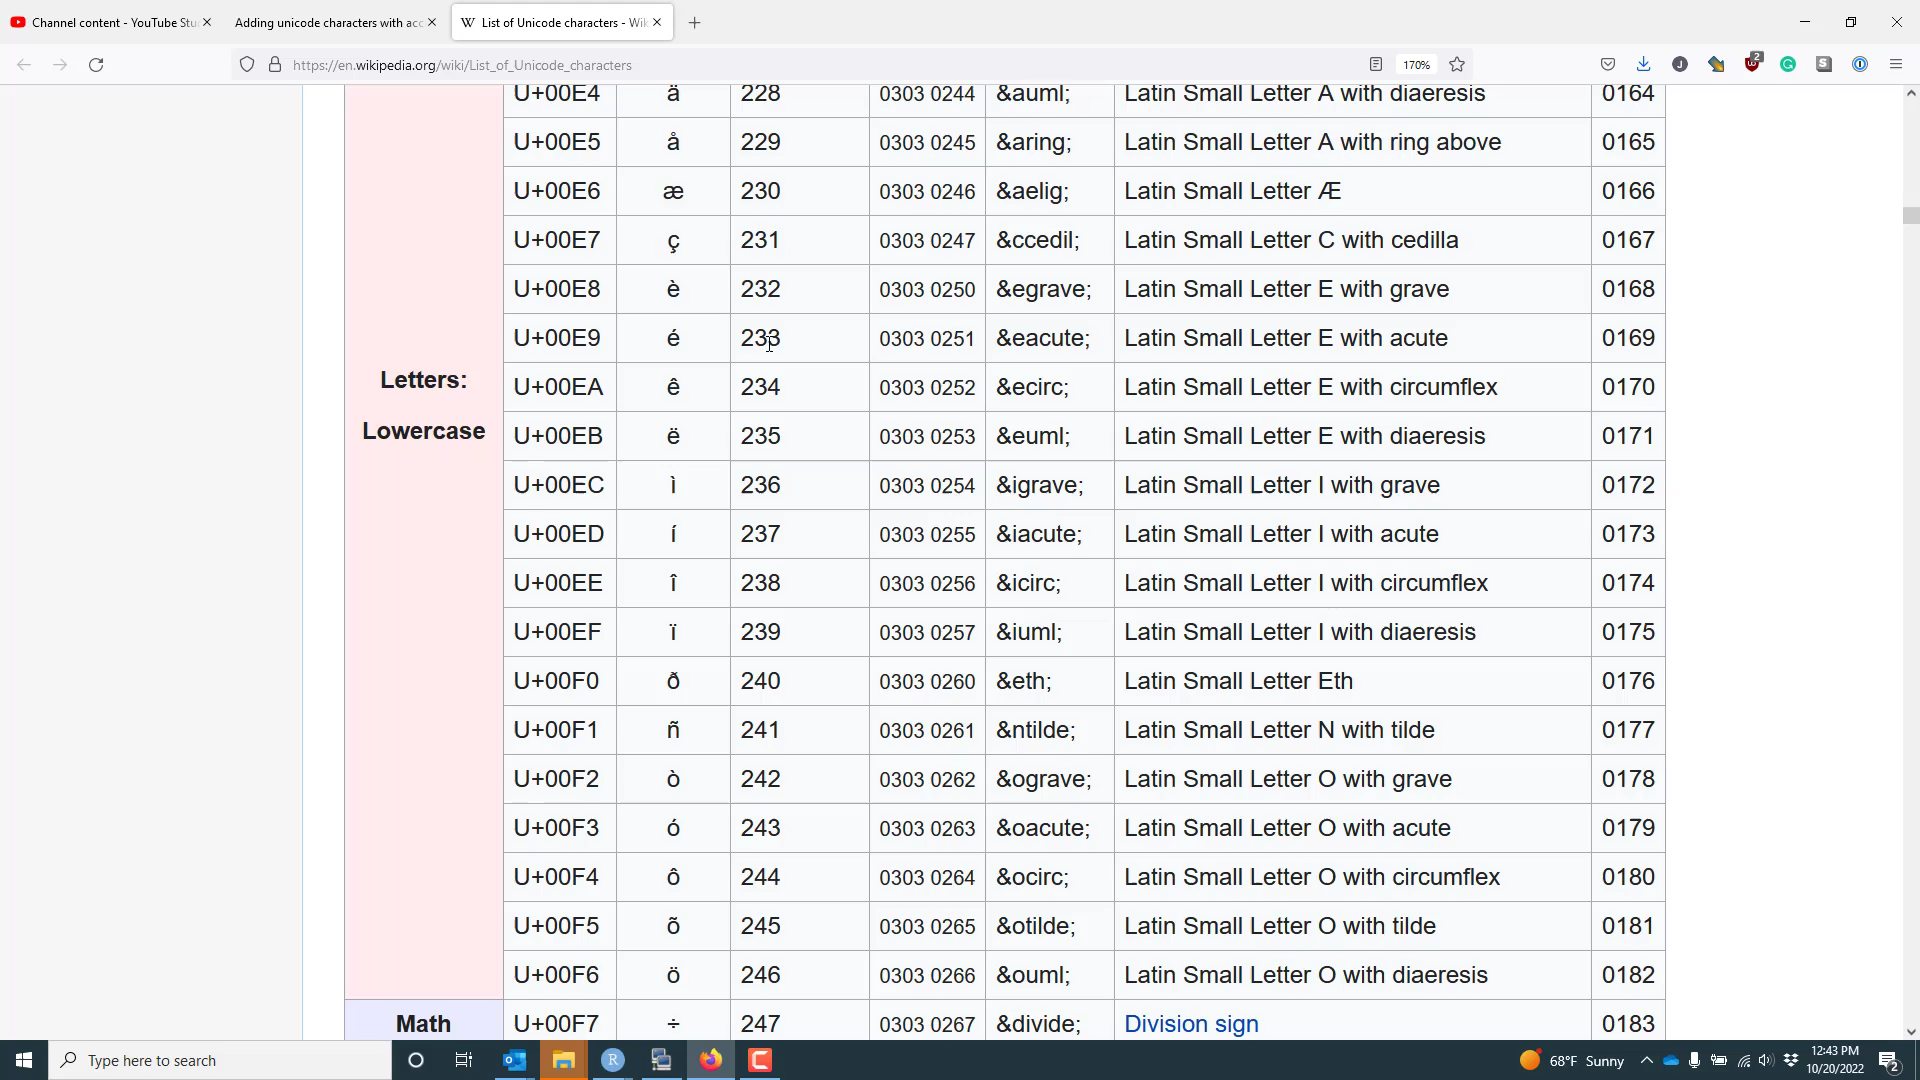 Channel content - YouTube Stu
Adding unicode characters with acc
W List of Unicode characters - Wik
https://en.wikipedia.org/wiki/List_of_Unicode_characters
170%
2
J
S
U+00E4 ä 228 0303 0244 &auml; Latin Small Letter A with diaeresis 0164
U+00E5 å 229 0303 0245 &aring; Latin Small Letter A with ring above 0165
U+00E6 æ 230 0303 0246 &aelig; Latin Small Letter Æ 0166
U+00E7 ç 231 0303 0247 &ccedil; Latin Small Letter C with cedilla 0167
U+00E8 è 232 0303 0250 &egrave; Latin Small Letter E with grave 0168
U+00E9 é 233 0303 0251 &eacute; Latin Small Letter E with acute 0169
Letters:
Lowercase
U+00EA ê 234 0303 0252 &ecirc; Latin Small Letter E with circumflex 0170
U+00EB ë 235 0303 0253 &euml; Latin Small Letter E with diaeresis 0171
U+00EC ì 236 0303 0254 &igrave; Latin Small Letter I with grave 0172
U+00ED í 237 0303 0255 &iacute; Latin Small Letter I with acute 0173
U+00EE î 238 0303 0256 &icirc; Latin Small Letter I with circumflex 0174
U+00EF ï 239 0303 0257 &iuml; Latin Small Letter I with diaeresis 0175
U+00F0 ð 240 0303 0260 &eth; Latin Small Letter Eth 0176
U+00F1 ñ 241 0303 0261 &ntilde; Latin Small Letter N with tilde 0177
U+00F2 ò 242 0303 0262 &ograve; Latin Small Letter O with grave 0178
U+00F3 ó 243 0303 0263 &oacute; Latin Small Letter O with acute 0179
U+00F4 ô 244 0303 0264 &ocirc; Latin Small Letter O with circumflex 0180
U+00F5 õ 245 0303 0265 &otilde; Latin Small Letter O with tilde 0181
U+00F6 ö 246 0303 0266 &ouml; Latin Small Letter O with diaeresis 0182
Math U+00F7 ÷ 247 0303 0267 &divide; Division sign 0183
Type here to search
R
68°F Sunny
12:43 PM
10/20/2022
2